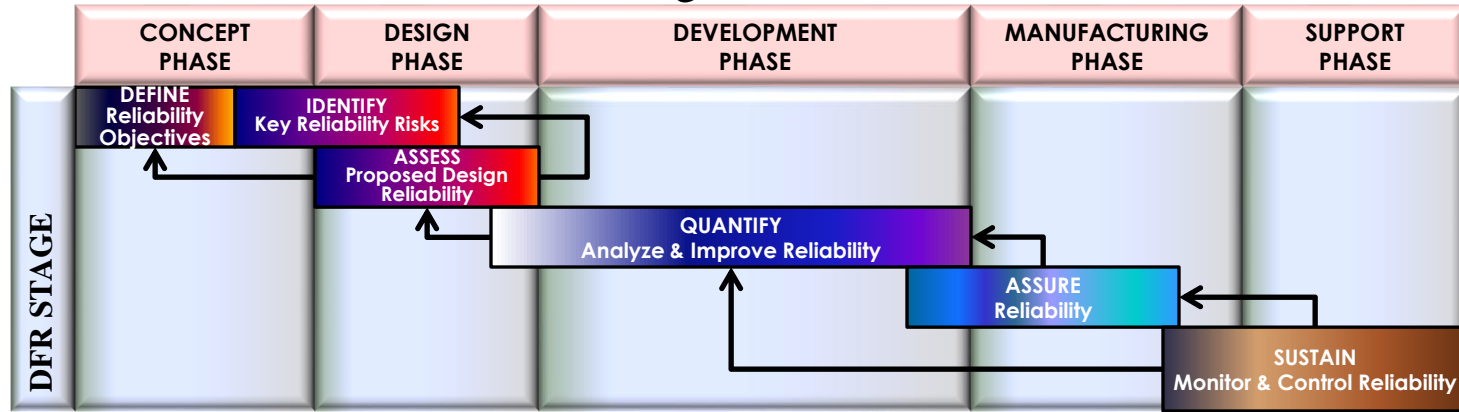 CONCEPT
PHASE
DESIGN
PHASE
DEVELOPMENT
PHASE
MANUFACTURING
PHASE
SUPPORT
PHASE
DFR STAGE
DEFINE
Reliability
Objectives
IDENTIFY
Key Reliability Risks
ASSESS
Proposed Design
Reliability
QUANTIFY
Analyze & Improve Reliability
ASSURE
Reliability
SUSTAIN
Monitor & Control Reliability